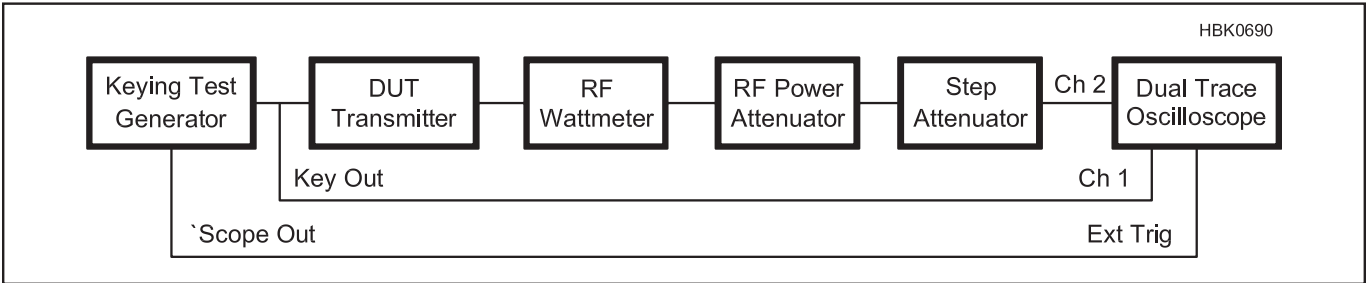 HBK0690
Keying Test
Generator
DUT
Transmitter
RF
Wattmeter
RF Power
Attenuator
Step
Attenuator
Ch 2
Dual Trace
Oscilloscope
Key Out
Ch 1
`Scope Out
Ext Trig